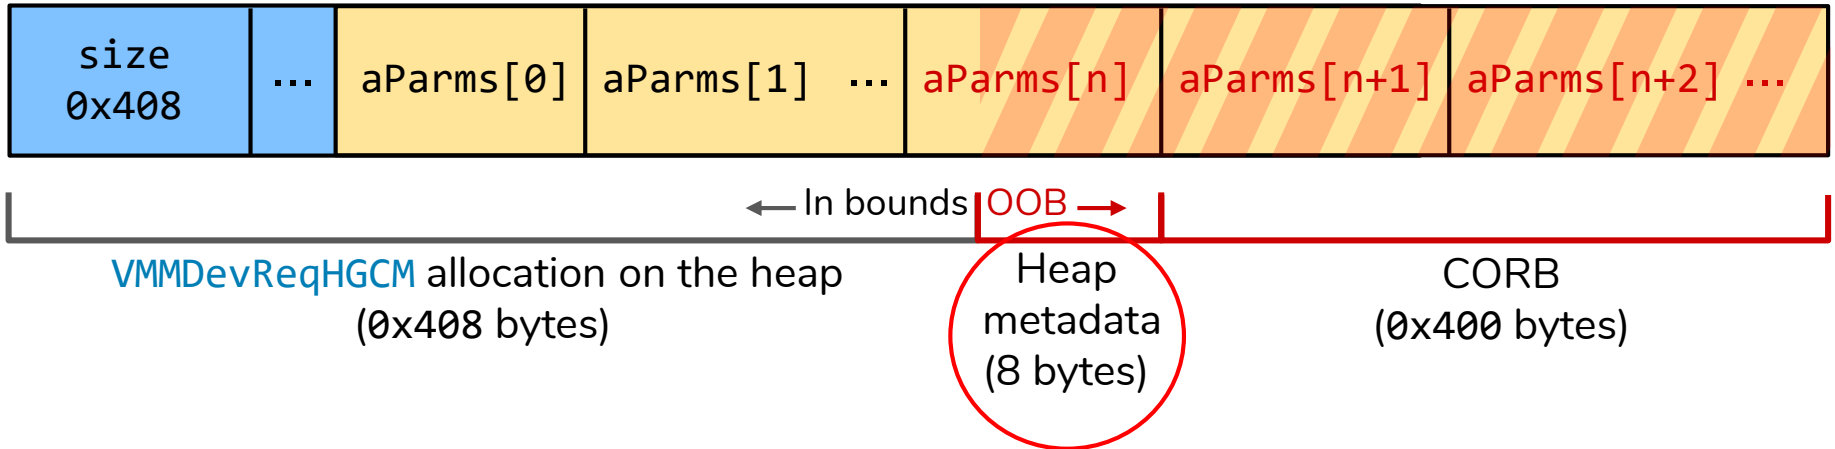 size
0x408
...
aParms[0]
aParms[1]
...
aParms[n]
aParms[n+1]
aParms[n+2] ...
← In bounds
OOB →
VMMDevReqHGCM allocation on the heap
(0x408 bytes)
Heap
metadata
(8 bytes)
CORB
(0x400 bytes)